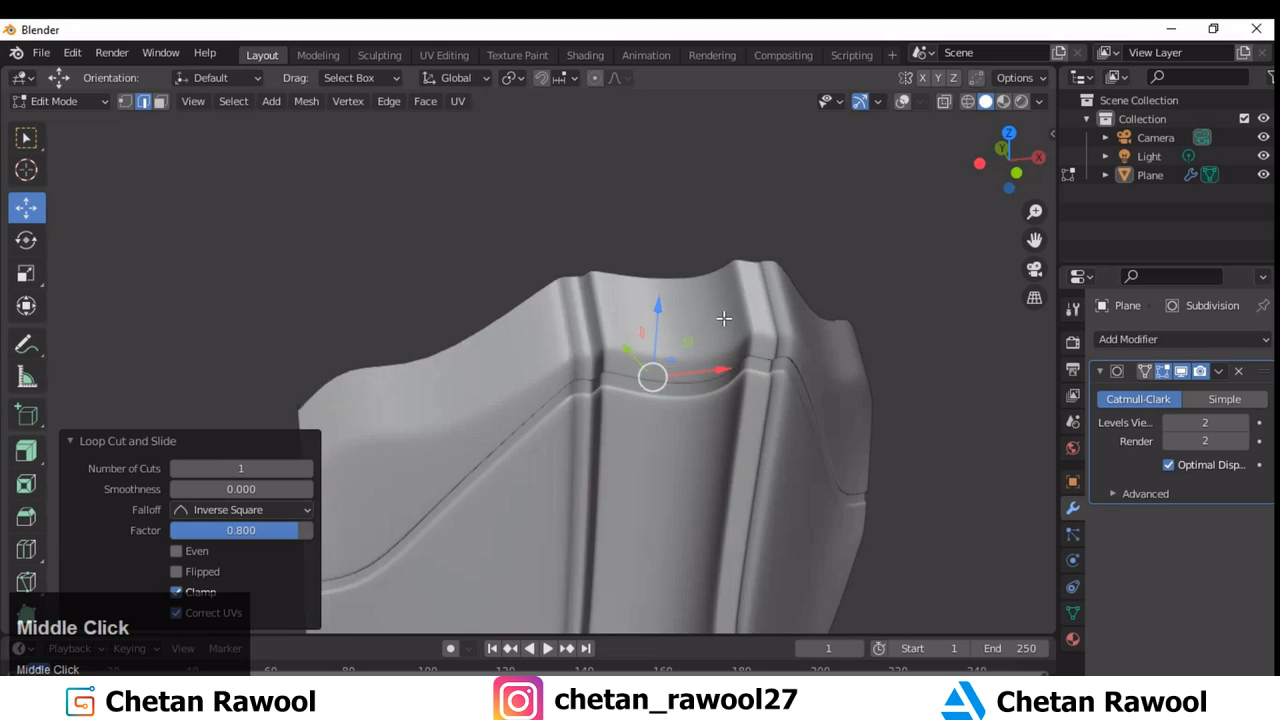 Blender
File Edit Render Window Help Layout Modeling Sculpting UV Editing Texture Paint Shading Animation Rendering Compositing Scripting + Scene View Layer
Orientation: Default Drag: Select Box Global X Y Z Options
Edit Mode View Select Add Mesh Vertex Edge Face UV
Scene Collection
Collection
Camera
Light
Plane
Z
Y X
Plane Subdivision
Add Modifier
Catmull-Clark Simple
Levels Vie... 2
Render 2
Optimal Disp...
Advanced
Loop Cut and Slide
Number of Cuts 1
Smoothness 0.000
Falloff Inverse Square
Factor 0.800
Even
Flipped
Clamp
Correct UVs
Middle Click
Playback Keying View Marker 1 Start 1 End 250
Middle Click
Chetan Rawool chetan_rawool27 Chetan Rawool